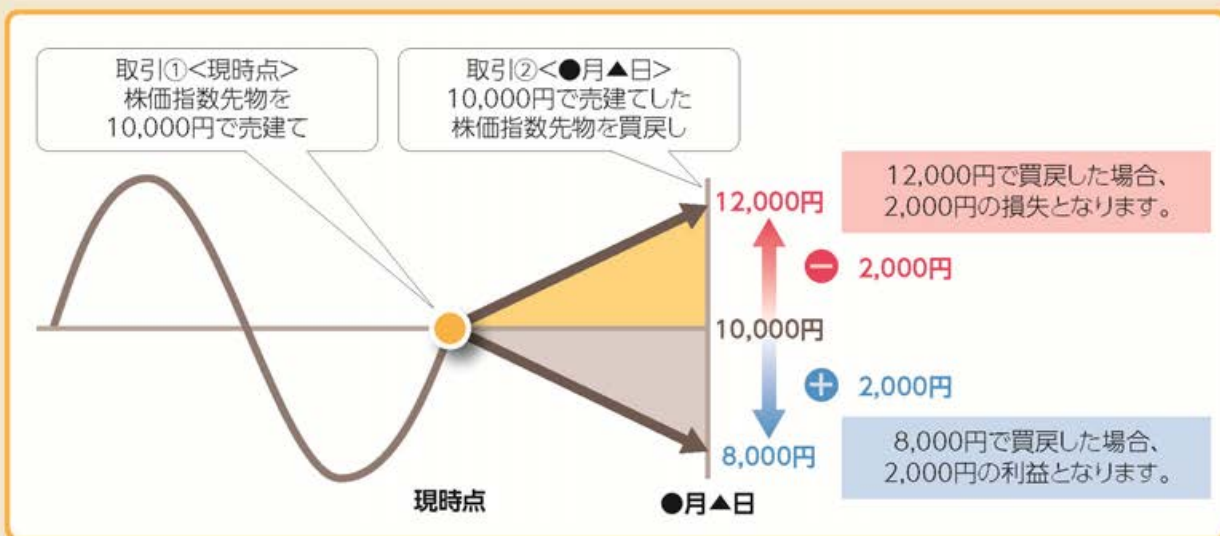 取引①<現時点>
株価指数先物を
10,000円で売建て
取引②<●月▲日>
10,000円で売建てした
株価指数先物を買戻し
12,000円
12,000円で買戻した場合、
2,000円の損失となります。
2,000円
10,000円
2,000円
8,000円
8,000円で買戻した場合、
2,000円の利益となります。
現時点
●月▲日